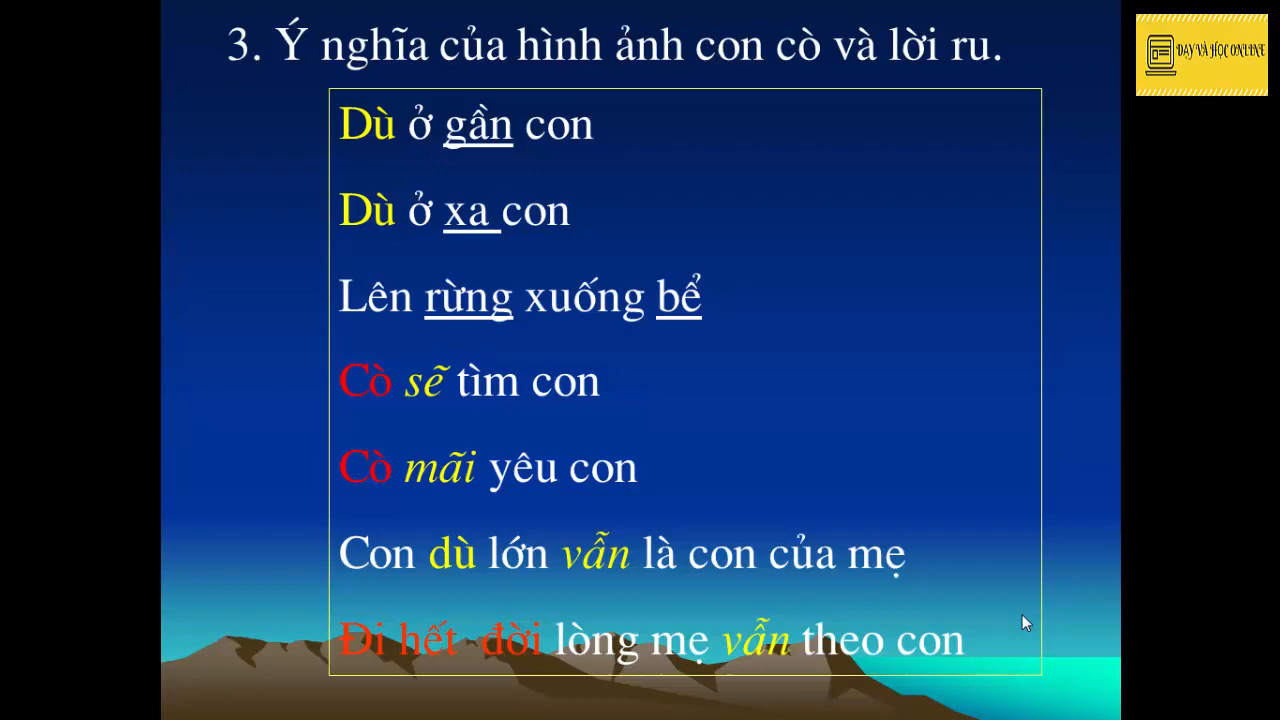 3. Ý nghĩa của hình ảnh con cò và lời ru.
DẠY VÀ HỌC ONLINE
Dù ở gần con
Dù ở xa con
Lên rừng xuống bể
Cò sẽ tìm con
Cò mãi yêu con
Con dù lớn vẫn là con của mẹ
Đi hết đời lòng mẹ vẫn theo con